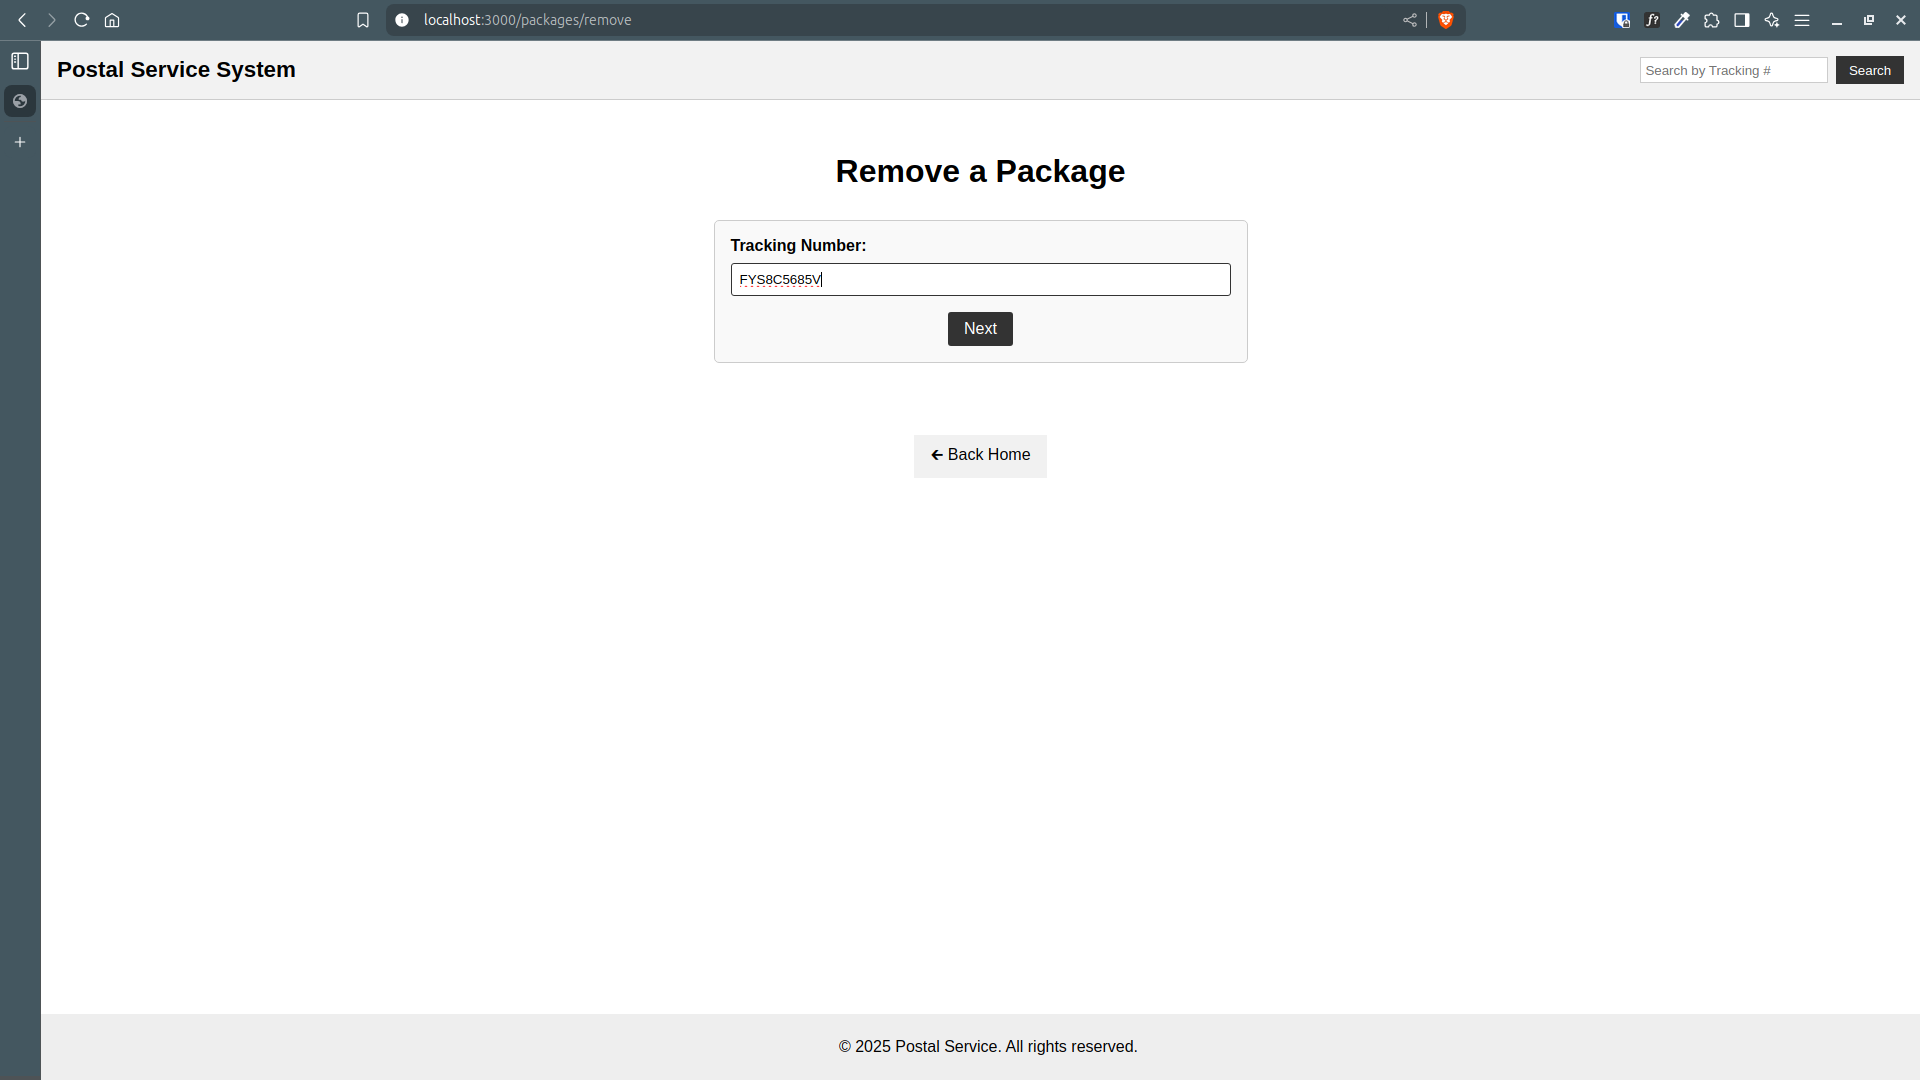 localhost:3000/packages/remove
Postal Service System
Search by Tracking #
Search
Remove a Package
Tracking Number:
FYS8C5685V
Next
← Back Home
© 2025 Postal Service. All rights reserved.